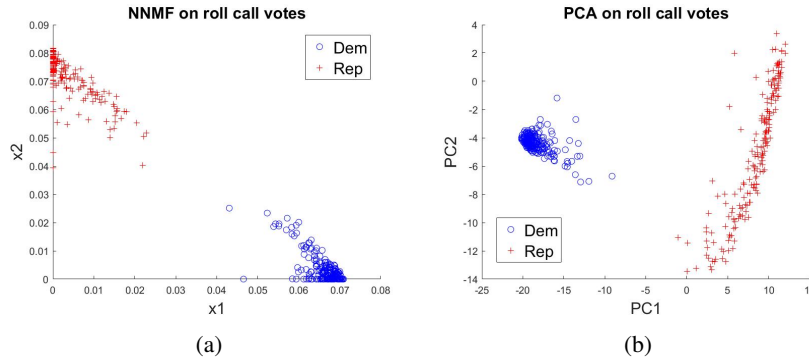 NNMF on roll call votes
0.09
0.08
0.07
0.06
0.05
0.04
0.03
0.02
0.01
0
x2
Dem
Rep
0 0.01 0.02 0.03 0.04 0.05 0.06 0.07 0.08
x1
(a)
PCA on roll call votes
4
2
0
-2
-4
-6
-8
-10
-12
-14
PC2
Dem
Rep
-25 -20 -15 -10 -5 0 5 10 15
PC1
(b)